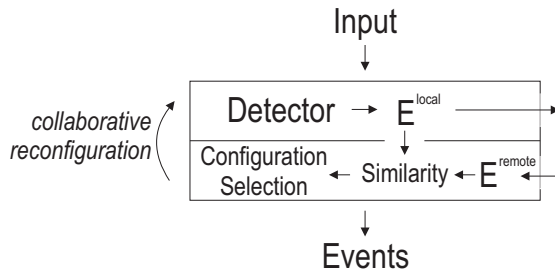 Input
Detector
E^local
collaborative
reconfiguration
Configuration
Selection
Similarity
E^remote
Events